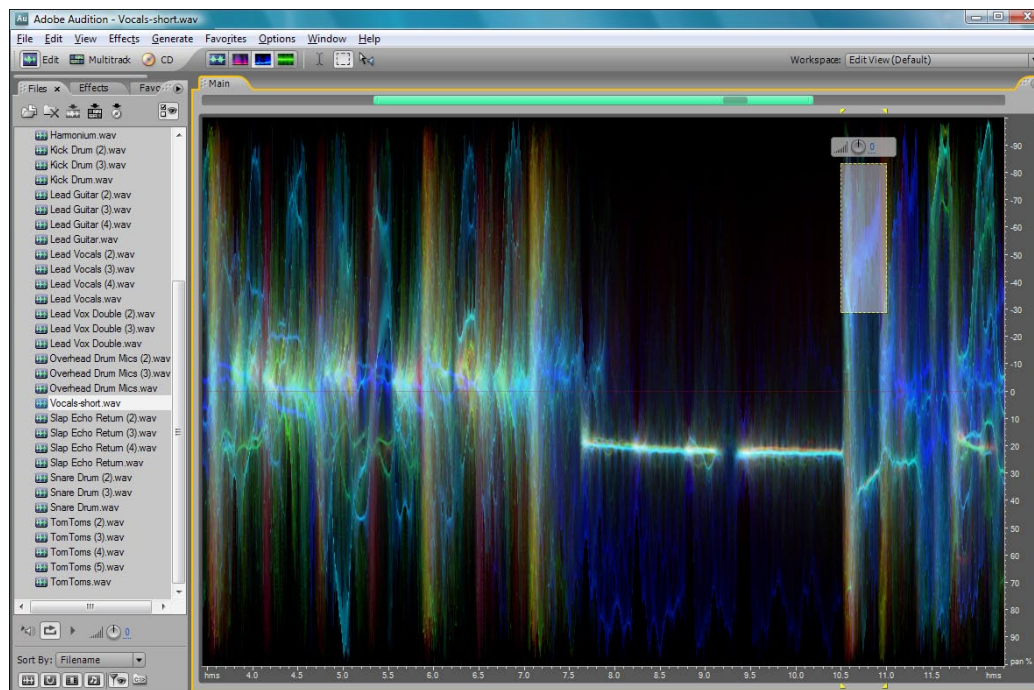 Au Adobe Audition - Vocals-short.wav
File Edit View Effects Generate Favorites Options Window Help
Edit Multitrack CD Workspace: Edit View (Default)
Files x Effects Favo
Main
Harmonium.wav
Kick Drum (2).wav
Kick Drum (3).wav
Kick Drum.wav
Lead Guitar (2).wav
Lead Guitar (3).wav
Lead Guitar (4).wav
Lead Guitar.wav
Lead Vocals (2).wav
Lead Vocals (3).wav
Lead Vocals (4).wav
Lead Vocals.wav
Lead Vox Double (2).wav
Lead Vox Double (3).wav
Lead Vox Double.wav
Overhead Drum Mics (2).wav
Overhead Drum Mics (3).wav
Overhead Drum Mics.wav
Vocals-short.wav
Slap Echo Return (2).wav
Slap Echo Return (3).wav
Slap Echo Return (4).wav
Slap Echo Return.wav
Snare Drum (2).wav
Snare Drum (3).wav
Snare Drum.wav
TomToms (2).wav
TomToms (3).wav
TomToms (4).wav
TomToms (5).wav
TomToms.wav
0
Sort By: Filename
0
-90
-80
-70
-60
-50
-40
-30
-20
-10
0
10
20
30
40
50
60
70
80
90
pan %
hms 4.0 4.5 5.0 5.5 6.0 6.5 7.0 7.5 8.0 8.5 9.0 9.5 10.0 10.5 11.0 11.5 hms